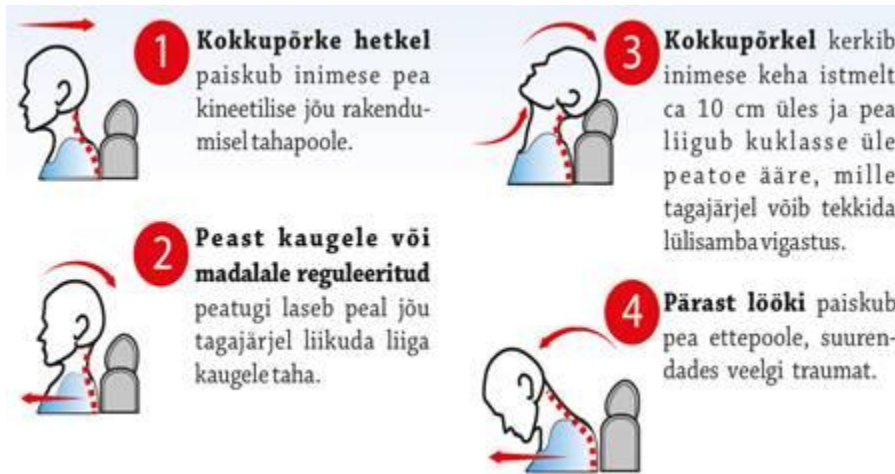 1
Kokkupõrke hetkel
paiskub inimese pea
kineetilise jõu rakendu-
misel tahapoole.
2
Peast kaugele või
madalale reguleeritud
peatugi laseb peal jõu
tagajärjel liikuda liiga
kaugele taha.
3
Kokkupõrkel kerkib
inimese keha istmelt
ca 10 cm üles ja pea
liigub kuklasse üle
peatoe ääre, mille
tagajärjel võib tekkida
lülisamba vigastus.
4
Pärast lööki paiskub
pea ettepoole, suuren-
dades veelgi traumat.